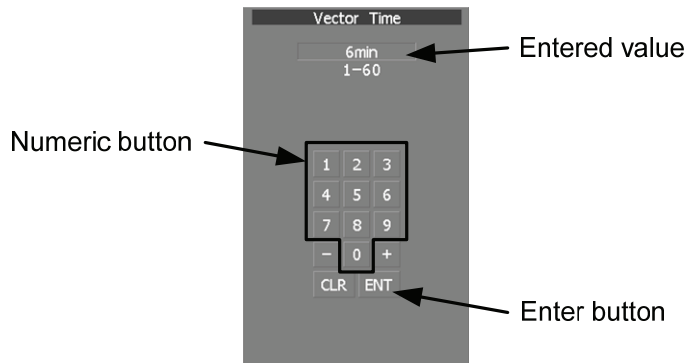 Vector Time
6min
Entered value
1-60
Numeric button
1 2 3
4 5 6
7 8 9
- 0 +
CLR ENT
Enter button